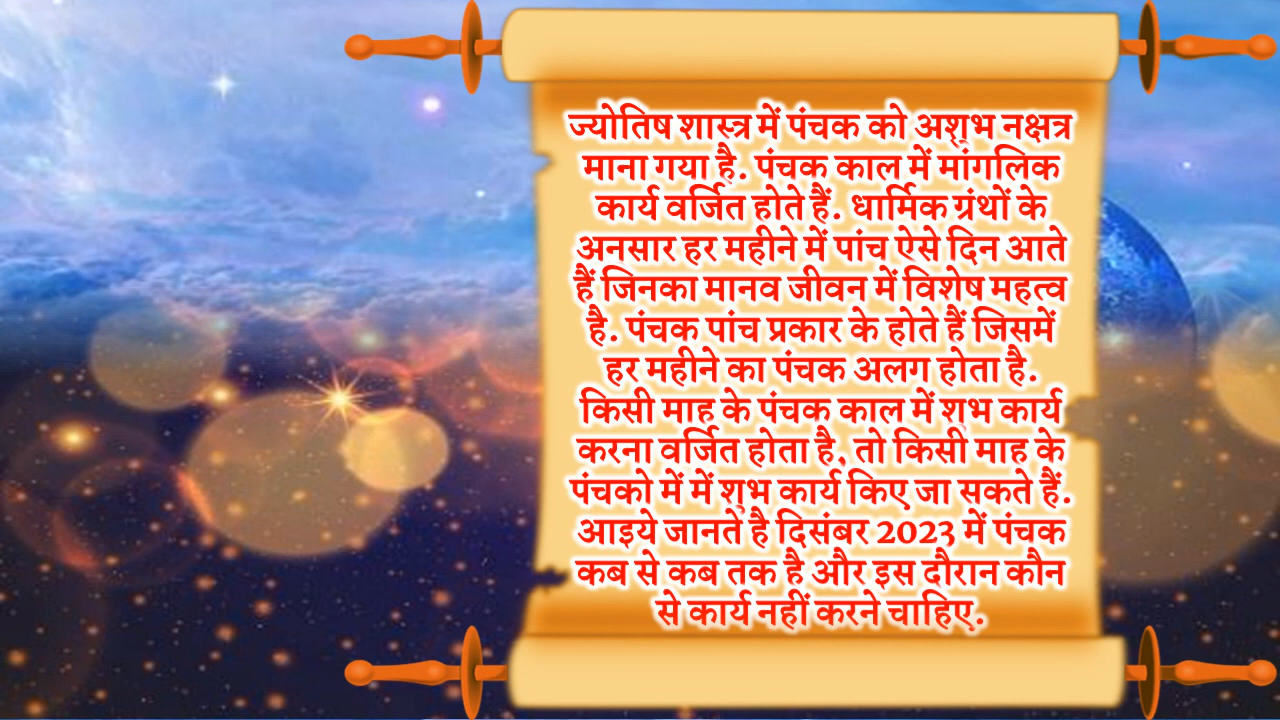 ज्योतिष शास्त्र में पंचक को अशुभ नक्षत्र
माना गया है. पंचक काल में मांगलिक
कार्य वर्जित होते हैं. धार्मिक ग्रंथों के
अनुसार हर महीने में पांच ऐसे दिन आते
हैं जिनका मानव जीवन में विशेष महत्व
है. पंचक पांच प्रकार के होते हैं जिसमें
हर महीने का पंचक अलग होता है.
किसी माह के पंचक काल में शुभ कार्य
करना वर्जित होता है, तो किसी माह के
पंचको में में शुभ कार्य किए जा सकते हैं.
आइये जानते है दिसंबर 2023 में पंचक
कब से कब तक है और इस दौरान कौन
से कार्य नहीं करने चाहिए.